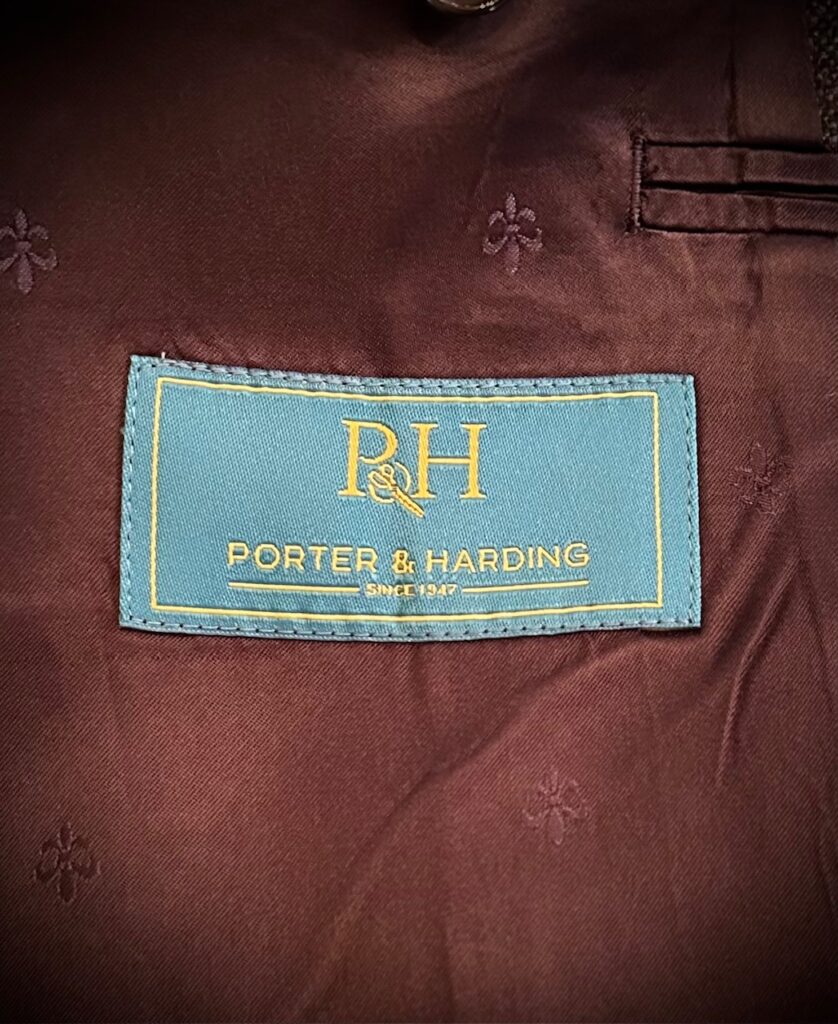 P&H
PORTER & HARDING
SINCE 1947